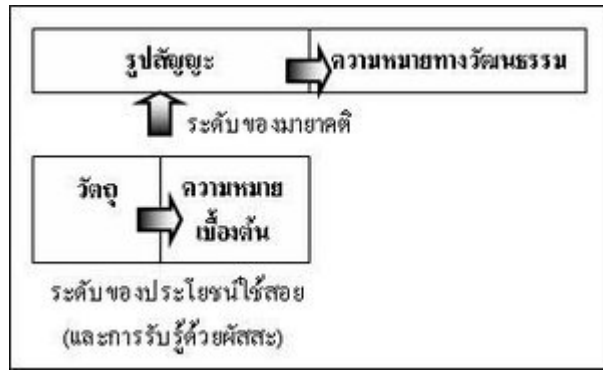 รูปสัญญะ ความหมายทางวัฒนธรรม
ระดับของมายาคติ
วัตถุ ความหมาย
เบื้องต้น
ระดับของประโยชน์ใช้สอย
(และการรับรู้ด้วยผัสสะ)